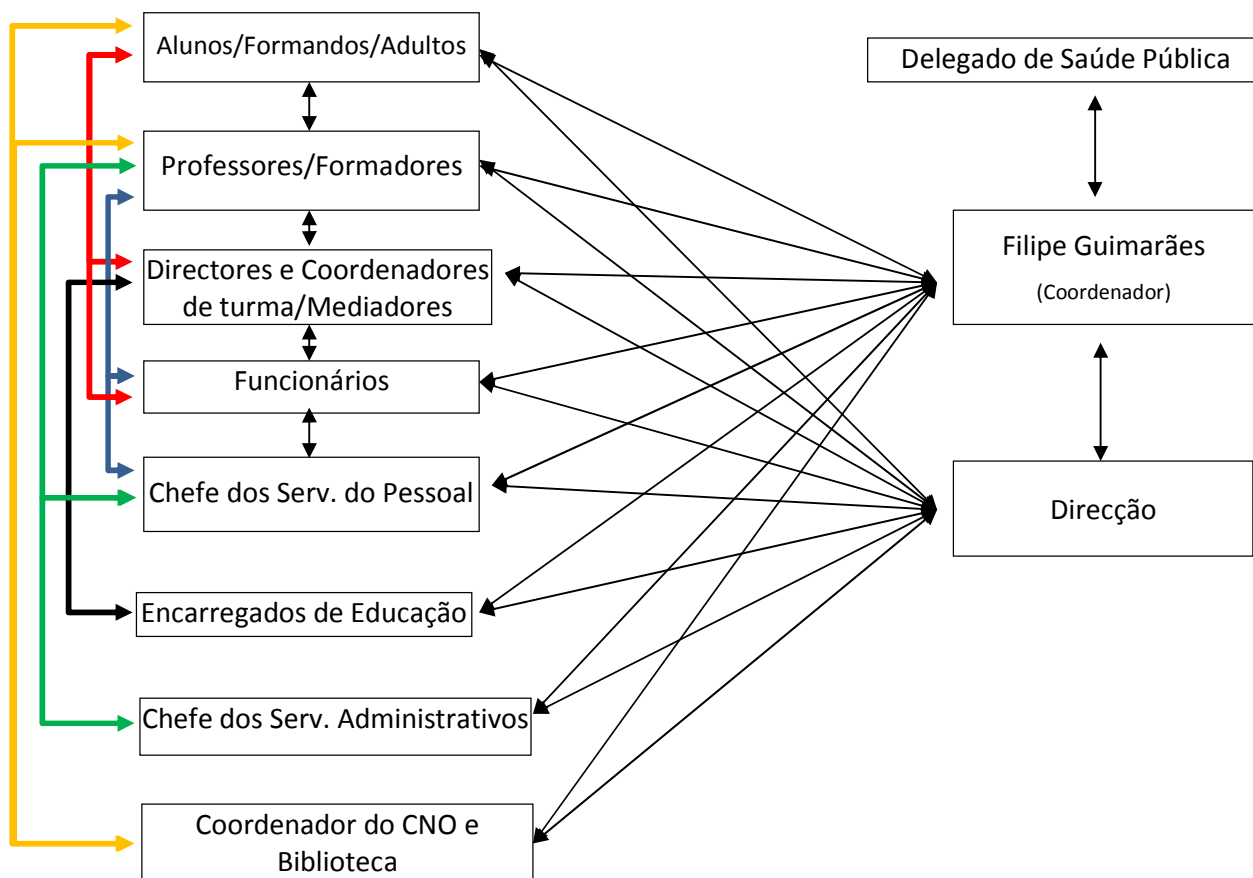 Alunos/Formandos/Adultos
Professores/Formadores
Directores e Coordenadores
de turma/Mediadores
Funcionários
Chefe dos Serv. do Pessoal
Encarregados de Educação
Chefe dos Serv. Administrativos
Coordenador do CNO e
Biblioteca
Delegado de Saúde Pública
Filipe Guimarães
(Coordenador)
Direcção